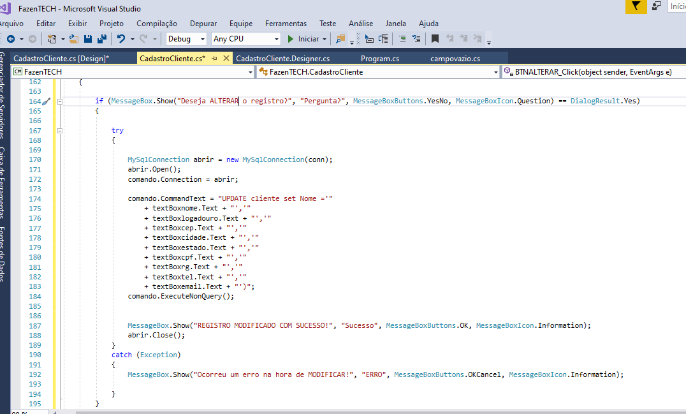 FazenTECH - Microsoft Visual Studio
Iníci
rquivo Editar Exibir Projeto Compilação Depurar Equipe Ferramentas Teste Análise Janela Ajuda
Debug Any CPU Iniciar
CadastroCliente.cs [Design]* CadastroCliente.cs* CadastroCliente.Designer.cs Program.cs campovazio.cs
FazenTECH FazenTECH.CadastroCliente BTNALTERAR_Click(object sender, EventArgs e)
Gerenciador de Servidores
Caixa de Ferramentas
Fontes de Dados
162 {
163
164 if (MessageBox.Show("Deseja ALTERAR o registro?", "Pergunta?", MessageBoxButtons.YesNo, MessageBoxIcon.Question) == DialogResult.Yes)
165 {
166
167 try
168 {
169
170 MySqlConnection abrir = new MySqlConnection(conn);
171 abrir.Open();
172 comando.Connection = abrir;
173
174 comando.CommandText = "UPDATE cliente set Nome ='"
175 + textBoxnome.Text + "','"
176 + textBoxlogadouro.Text + "','"
177 + textBoxcep.Text + "','"
178 + textBoxcidade.Text + "','"
179 + textBoxestado.Text + "','"
180 + textBoxcpf.Text + "','"
181 + textBoxrg.Text + "','"
182 + textBoxtel.Text + "','"
183 + textBoxemail.Text + "')";
184 comando.ExecuteNonQuery();
185
186
187 MessageBox.Show("REGISTRO MODIFICADO COM SUCESSO!", "Sucesso", MessageBoxButtons.OK, MessageBoxIcon.Information);
188 abrir.Close();
189 }
190 catch (Exception)
191 {
192 MessageBox.Show("Ocorreu um erro na hora de MODIFICAR!", "ERRO", MessageBoxButtons.OKCancel, MessageBoxIcon.Information);
193
194 }
195 }